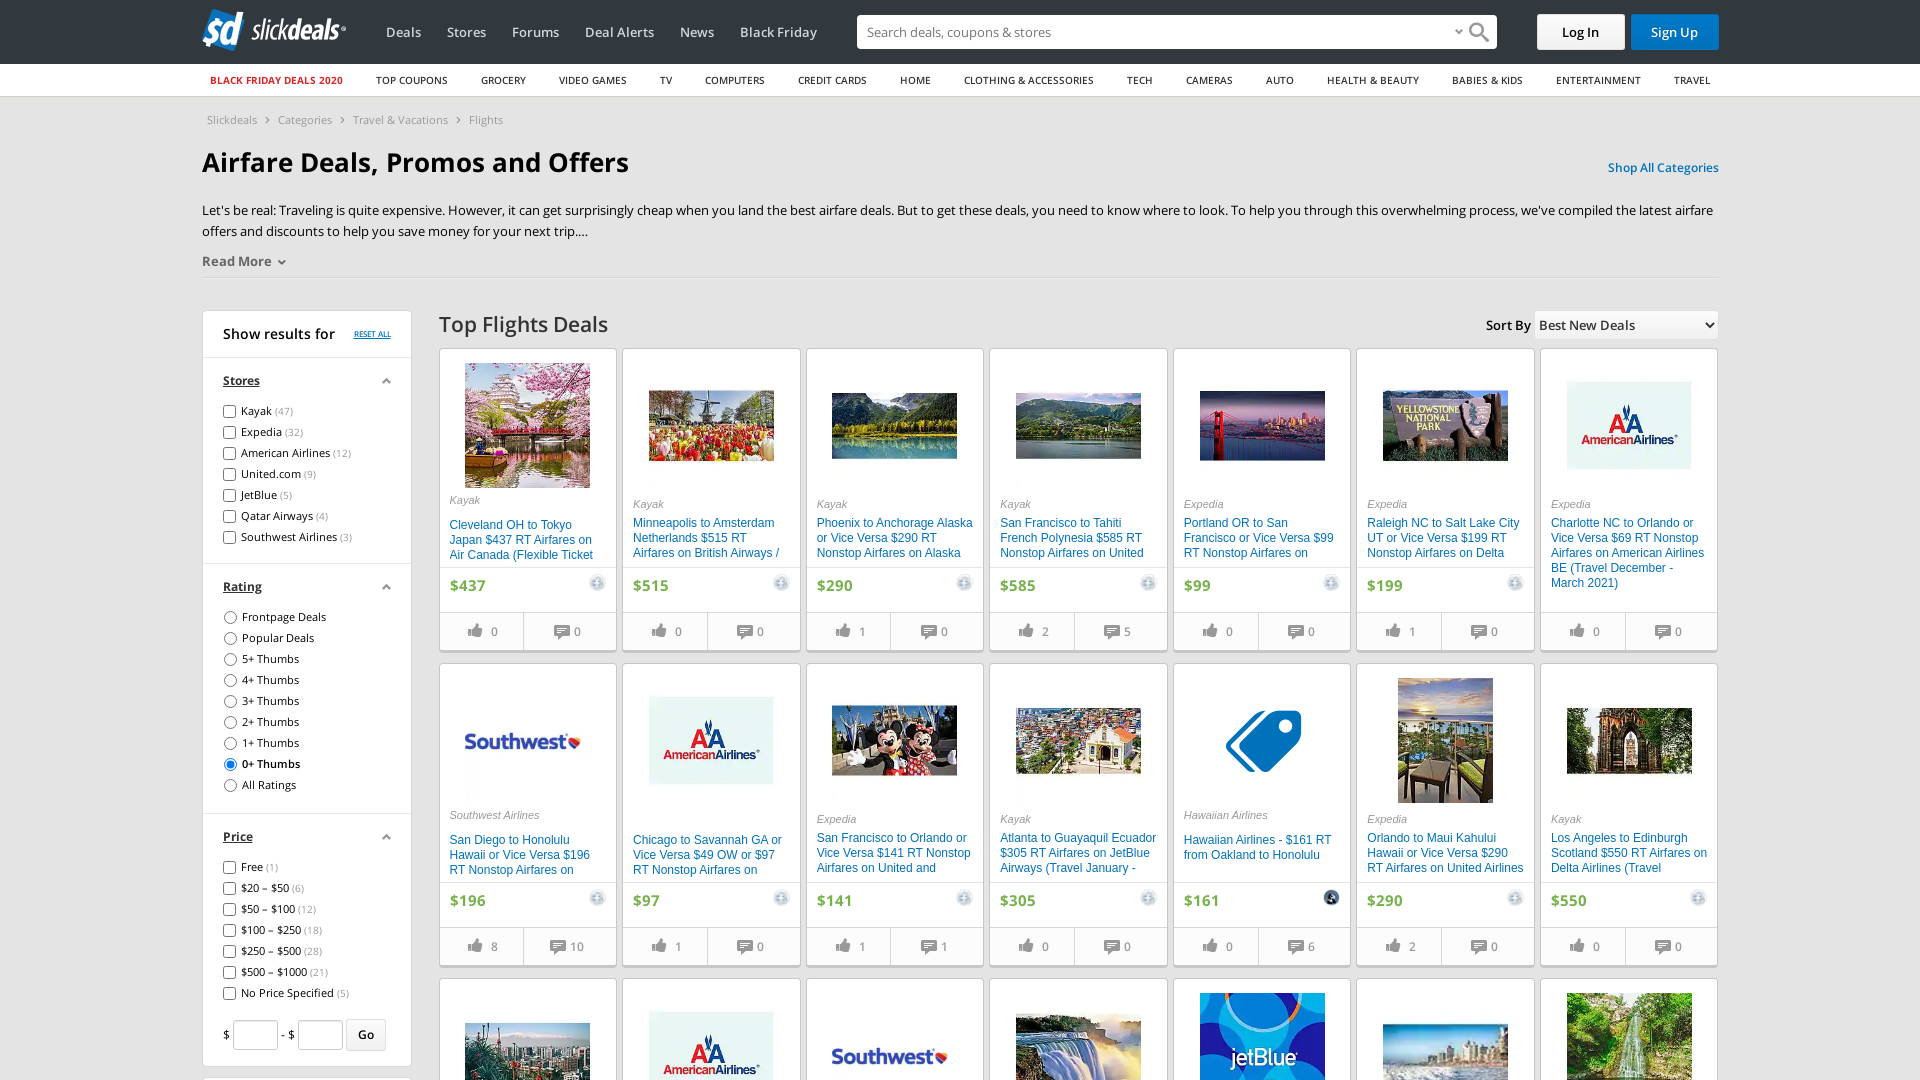 sd slickdeals
Deals
Stores
Forums
Deal Alerts
News
Black Friday
Search deals, coupons & stores
Log In
Sign Up
BLACK FRIDAY DEALS 2020
TOP COUPONS
GROCERY
VIDEO GAMES
TV
COMPUTERS
CREDIT CARDS
HOME
CLOTHING & ACCESSORIES
TECH
CAMERAS
AUTO
HEALTH & BEAUTY
BABIES & KIDS
ENTERTAINMENT
TRAVEL
Slickdeals > Categories > Travel & Vacations > Flights
Airfare Deals, Promos and Offers
Shop All Categories
Let's be real: Traveling is quite expensive. However, it can get surprisingly cheap when you land the best airfare deals. But to get these deals, you need to know where to look. To help you through this overwhelming process, we've compiled the latest airfare
offers and discounts to help you save money for your next trip....
Read More
Show results for
RESET ALL
Stores
Kayak (47)
Expedia (32)
American Airlines (12)
United.com (9)
JetBlue (5)
Qatar Airways (4)
Southwest Airlines (3)
Rating
Frontpage Deals
Popular Deals
5+ Thumbs
4+ Thumbs
3+ Thumbs
2+ Thumbs
1+ Thumbs
0+ Thumbs
All Ratings
Price
Free (1)
$20 – $50 (6)
$50 – $100 (12)
$100 – $250 (18)
$250 – $500 (28)
$500 – $1000 (21)
No Price Specified (5)
$ - $ Go
Top Flights Deals
Sort By Best New Deals
Kayak
Cleveland OH to Tokyo
Japan $437 RT Airfares on
Air Canada (Flexible Ticket
$437
0
0
Kayak
Minneapolis to Amsterdam
Netherlands $515 RT
Airfares on British Airways /
$515
0
0
Kayak
Phoenix to Anchorage Alaska
or Vice Versa $290 RT
Nonstop Airfares on Alaska
$290
1
0
Kayak
San Francisco to Tahiti
French Polynesia $585 RT
Nonstop Airfares on United
$585
2
5
Expedia
Portland OR to San
Francisco or Vice Versa $99
RT Nonstop Airfares on
$99
0
0
YELLOWSTONE
NATIONAL
PARK
Expedia
Raleigh NC to Salt Lake City
UT or Vice Versa $199 RT
Nonstop Airfares on Delta
$199
1
0
AA
AmericanAirlines
Expedia
Charlotte NC to Orlando or
Vice Versa $69 RT Nonstop
Airfares on American Airlines
BE (Travel December -
March 2021)
0
0
Southwest
Southwest Airlines
San Diego to Honolulu
Hawaii or Vice Versa $196
RT Nonstop Airfares on
$196
8
10
AA
AmericanAirlines
Chicago to Savannah GA or
Vice Versa $49 OW or $97
RT Nonstop Airfares on
$97
1
0
Expedia
San Francisco to Orlando or
Vice Versa $141 RT Nonstop
Airfares on United and
$141
1
1
Kayak
Atlanta to Guayaquil Ecuador
$305 RT Airfares on JetBlue
Airways (Travel January -
$305
0
0
Hawaiian Airlines
Hawaiian Airlines - $161 RT
from Oakland to Honolulu
$161
0
6
Expedia
Orlando to Maui Kahului
Hawaii or Vice Versa $290
RT Airfares on United Airlines
$290
2
0
Kayak
Los Angeles to Edinburgh
Scotland $550 RT Airfares on
Delta Airlines (Travel
$550
0
0
AA
AmericanAirlines
Southwest
jetBlue